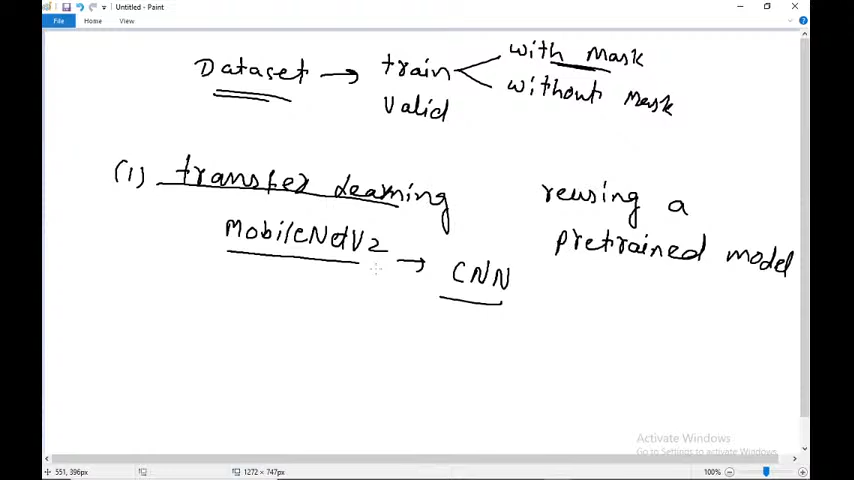 Untitled - Paint
File Home View
Dataset → train with Mask
valid without Mask
(1) transfer learning reusing a
MobileNetV2 → CNN pretrained model
Activate Windows
Go to Settings to activate Windows.
551, 396px 1272 × 747px 100%